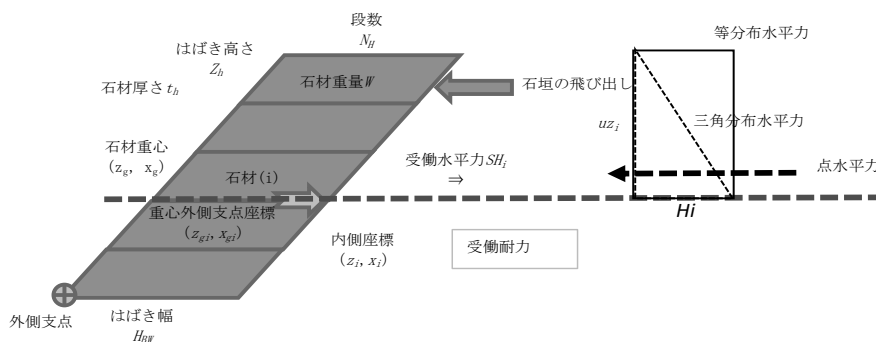 段数
N_H
はばき高さ
Z_h
石材厚さt_h
石材重量W
石垣の飛び出し
等分布水平力
uz_i
三角分布水平力
石材重心
(z_g, x_g)
石材(i)
受働水平力SH_i
⇒
点水平力
重心外側支点座標
(z_gi, x_gi)
Hi
内側座標
(z_i, x_i)
受働耐力
外側支点
はばき幅
H_BW